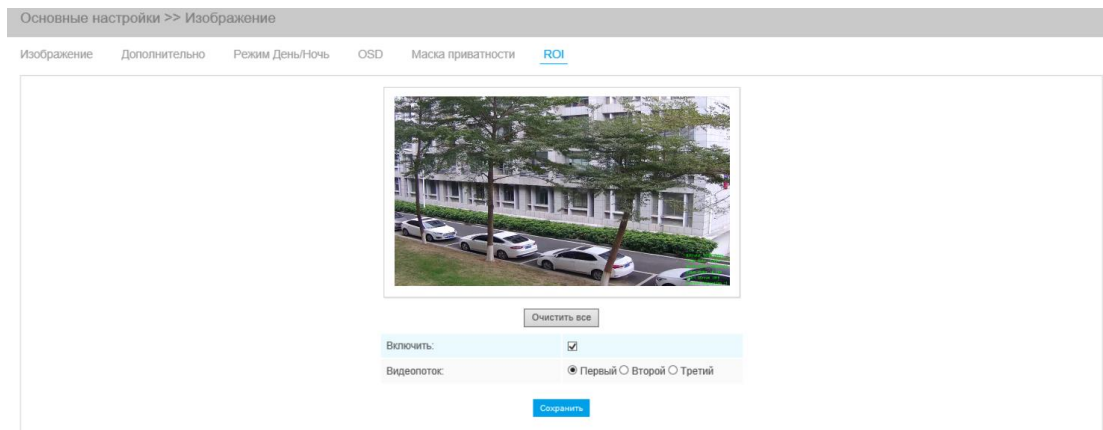 Основные настройки >> Изображение
Изображение Дополнительно Режим День/Ночь OSD Маска приватности ROI
Очистить все
Включить:
Видеопоток: Первый Второй Третий
Сохранить